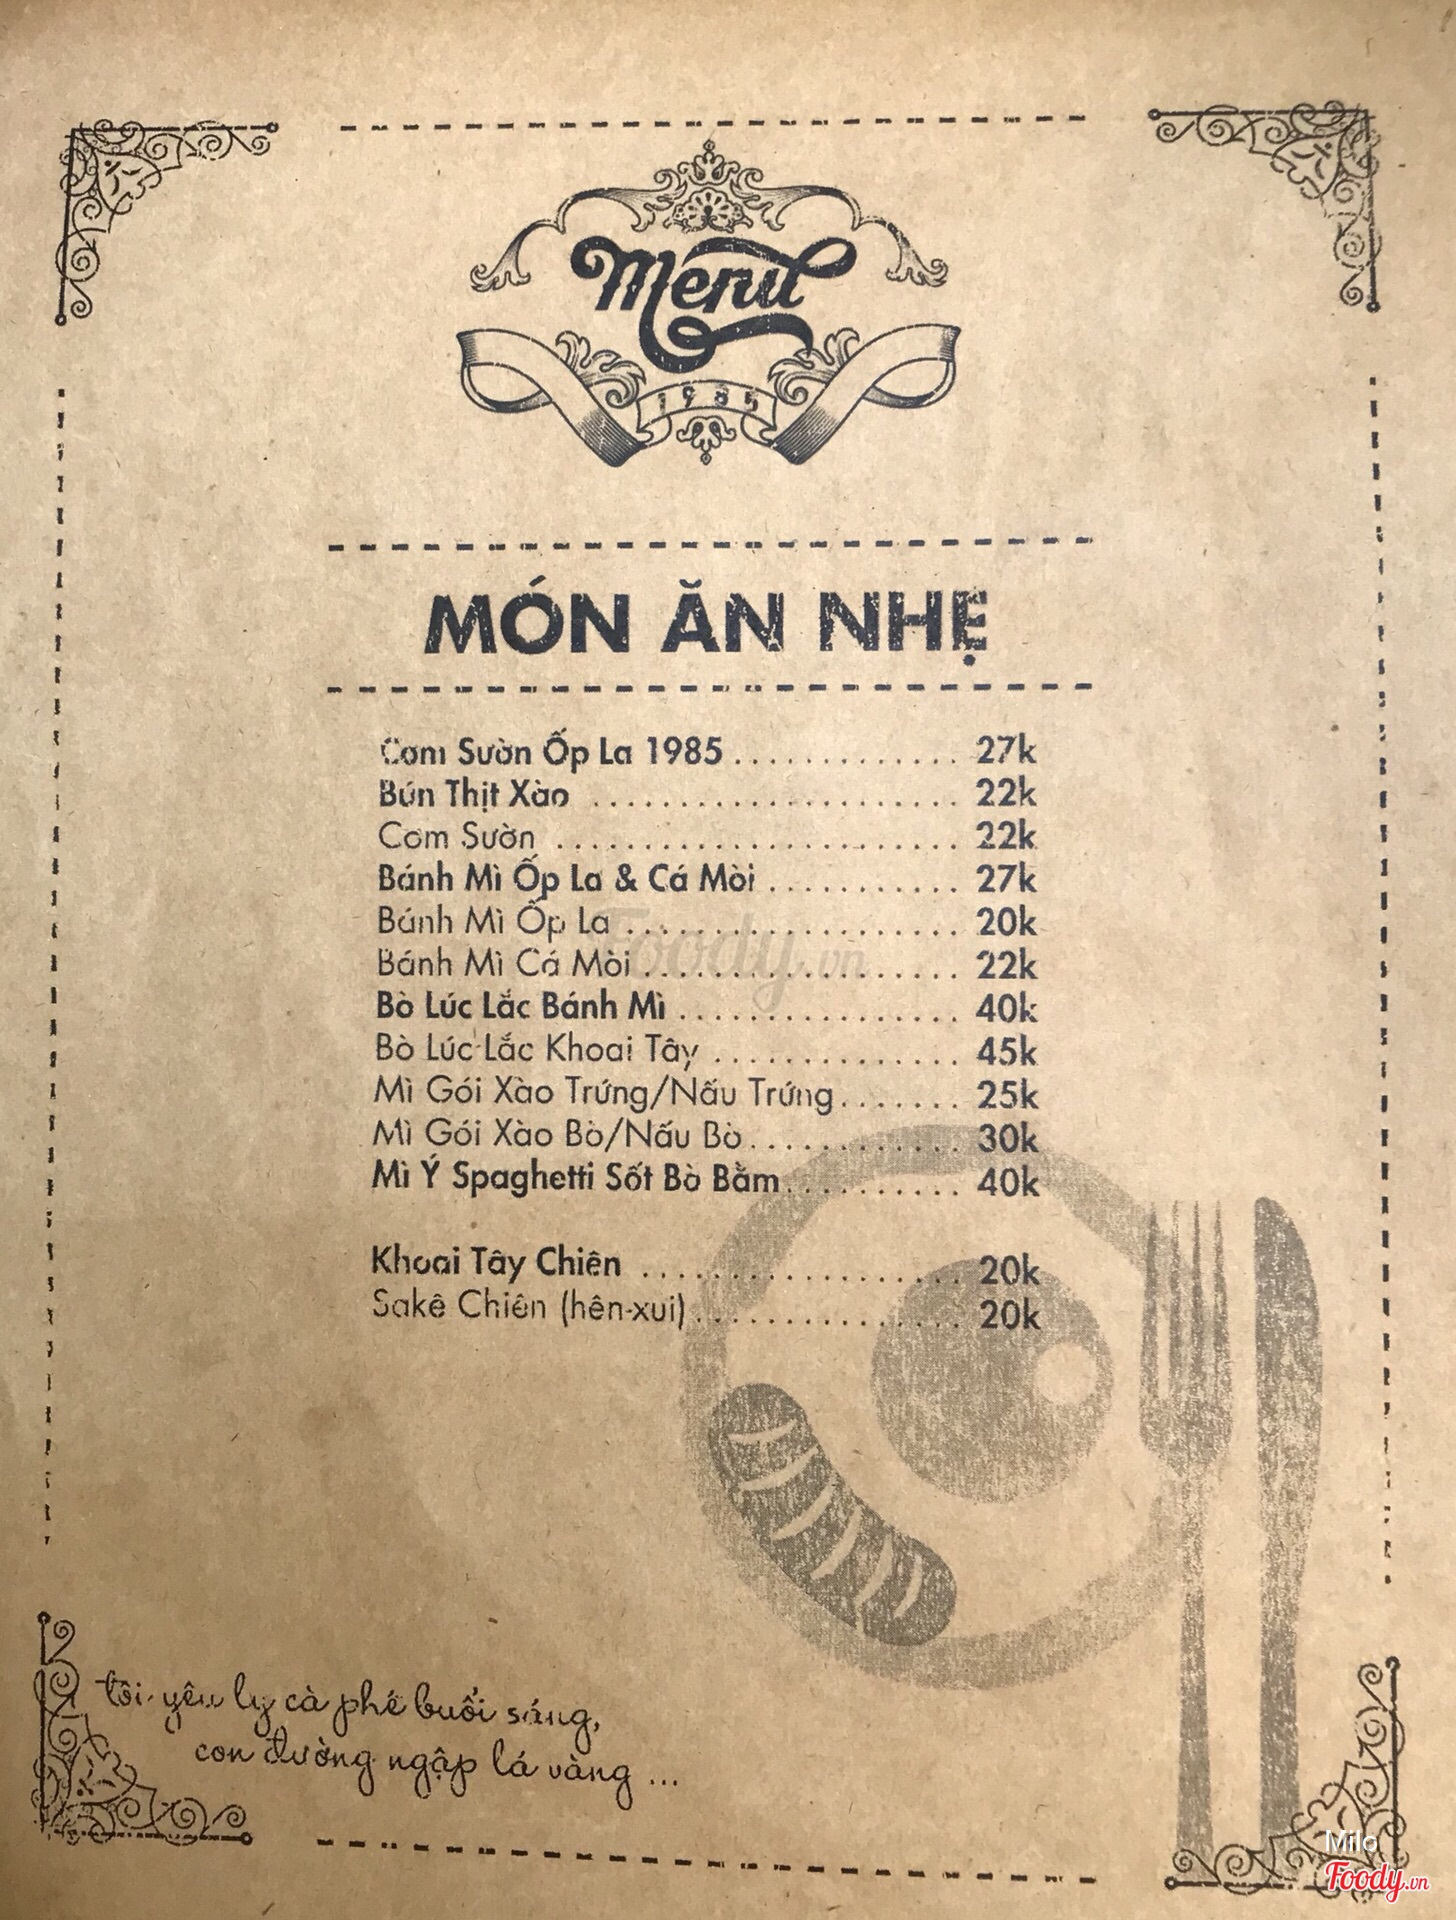 Menu
1985
MÓN ĂN NHẸ
Cơm Sườn Ốp La 1985 ............. 27k
Bún Thịt Xào ..................... 22k
Cơm Sườn ........................ 22k
Bánh Mì Ốp La & Cá Mòi ........... 27k
Bánh Mì Ốp La .................... 20k
Bánh Mì Cá Mòi ................... 22k
Bò Lúc Lắc Bánh Mì ................ 40k
Bò Lúc Lắc Khoai Tây .............. 45k
Mì Gói Xào Trứng/Nấu Trứng ....... 25k
Mì Gói Xào Bò/Nấu Bò ............. 30k
Mì Ý Spaghetti Sốt Bò Bằm .......... 40k
Khoai Tây Chiên ................... 20k
Sakê Chiên (hên-xui) ............... 20k
Foody.vn
tôi yêu ly cà phê buổi sáng,
con đường ngập lá vàng ...
Milo
Foody.vn